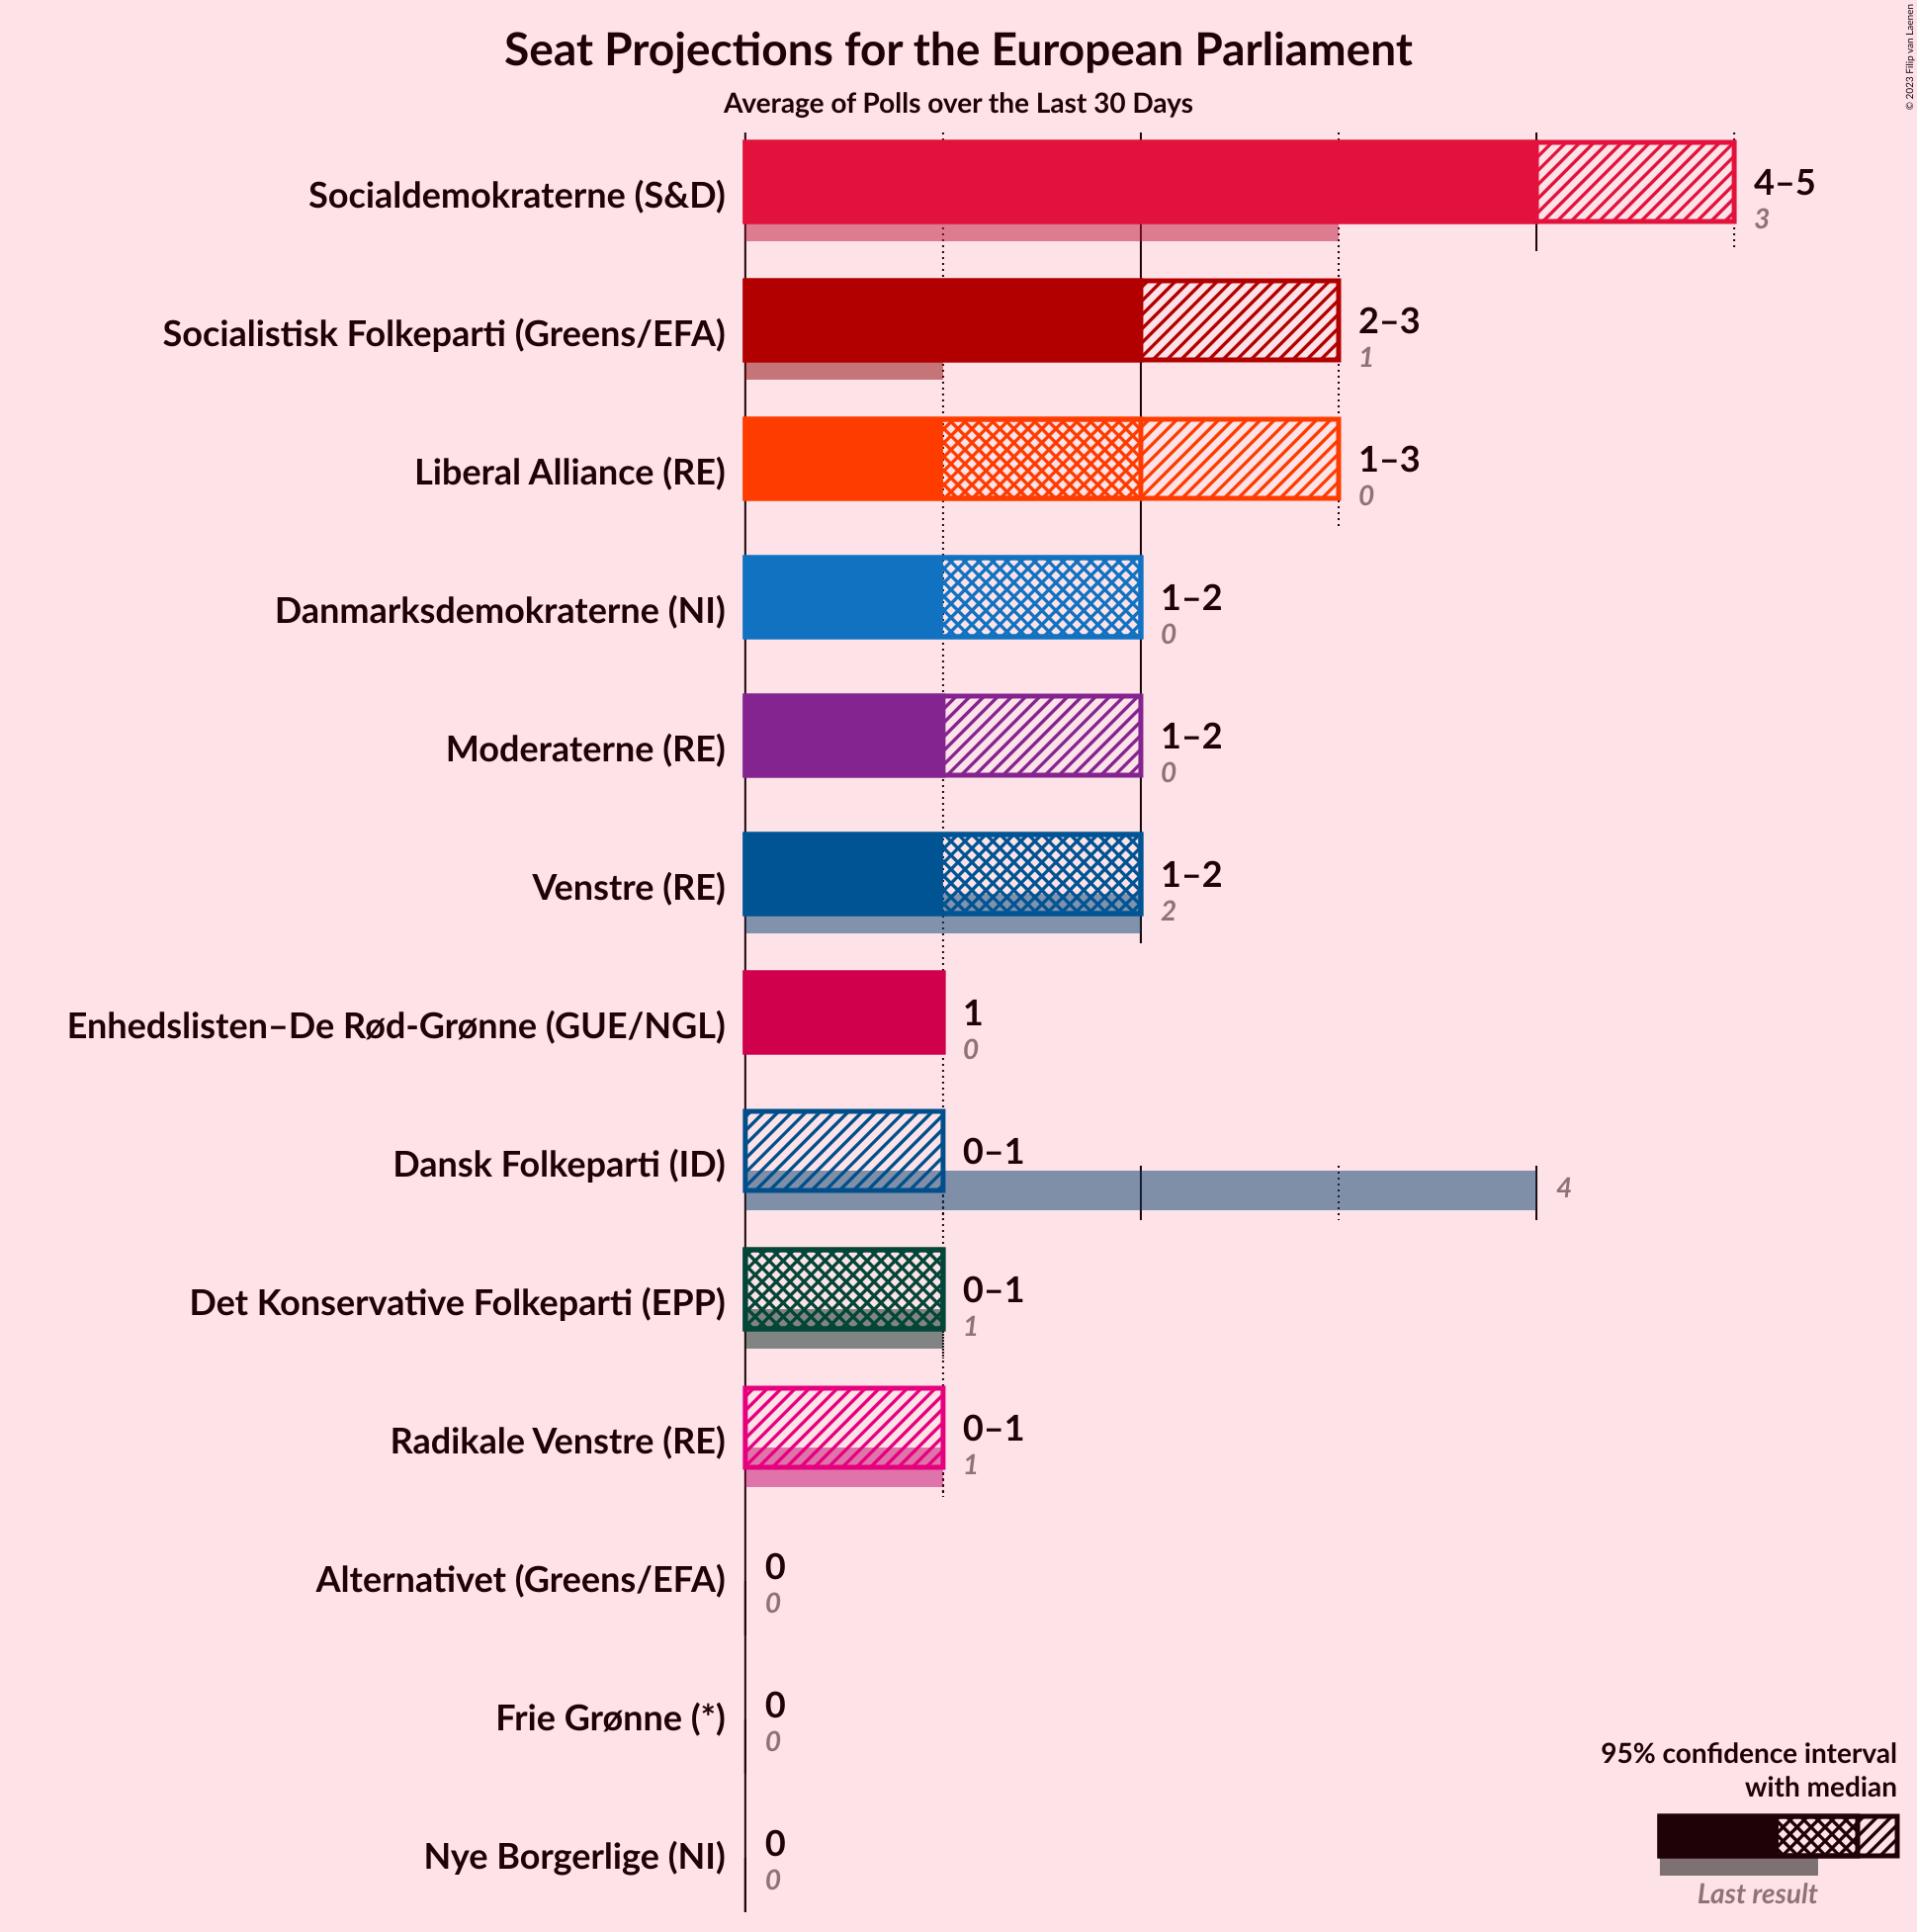 © 2023 Filip van Laenen
Seat Projections for the European Parliament
Average of Polls over the Last 30 Days
Socialdemokraterne (S&D)
4–5
3
Socialistisk Folkeparti (Greens/EFA)
2–3
1
Liberal Alliance (RE)
1–3
0
Danmarksdemokraterne (NI)
1–2
0
Moderaterne (RE)
1–2
0
Venstre (RE)
1–2
2
Enhedslisten–De Rød-Grønne (GUE/NGL)
1
0
Dansk Folkeparti (ID)
0–1
4
Det Konservative Folkeparti (EPP)
0–1
1
Radikale Venstre (RE)
0–1
1
Alternativet (Greens/EFA)
0
0
Frie Grønne (*)
0
0
Nye Borgerlige (NI)
0
0
95% confidence interval
with median
Last result